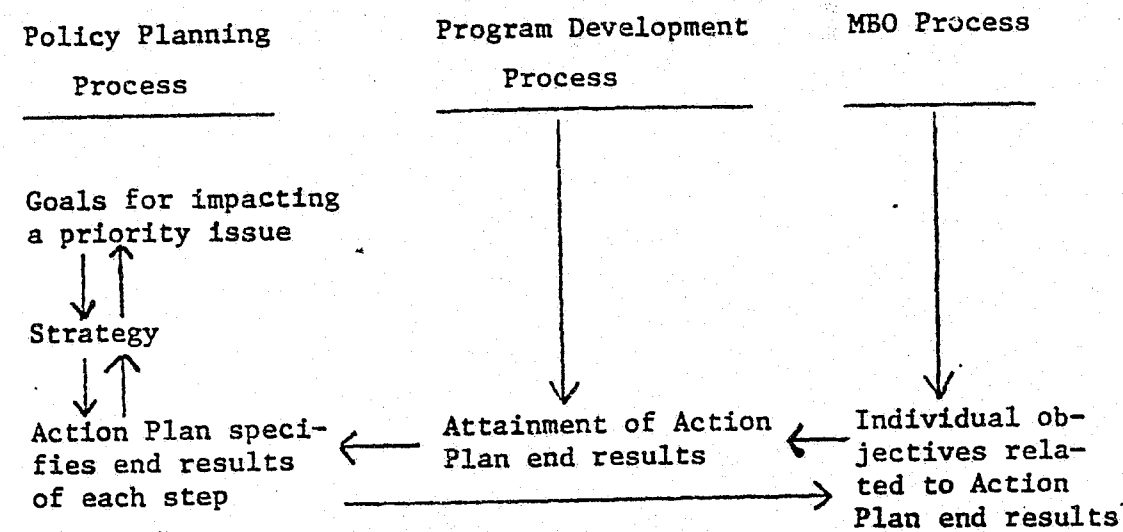 Policy Planning
Process
Program Development
Process
MBO Process
Goals for impacting
a priority issue
Strategy
Action Plan speci-
fies end results
of each step
Attainment of Action
Plan end results
Individual ob-
jectives rela-
ted to Action
Plan end results